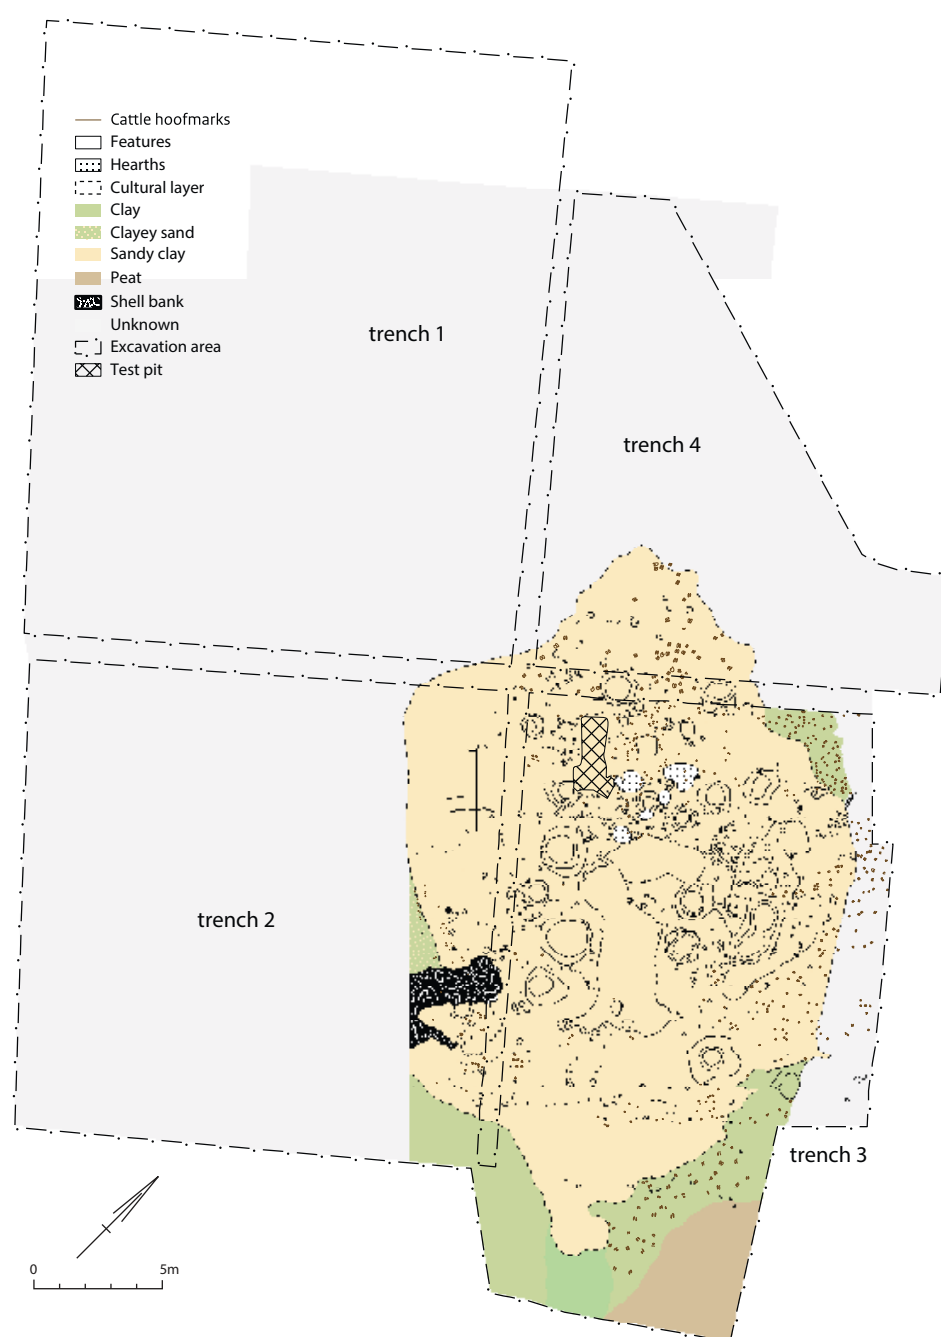 Cattle hoofmarks
Features
Hearths
Cultural layer
Clay
Clayey sand
Sandy clay
Peat
Shell bank
Unknown
Excavation area
Test pit
trench 1
trench 4
trench 2
trench 3
0 5m